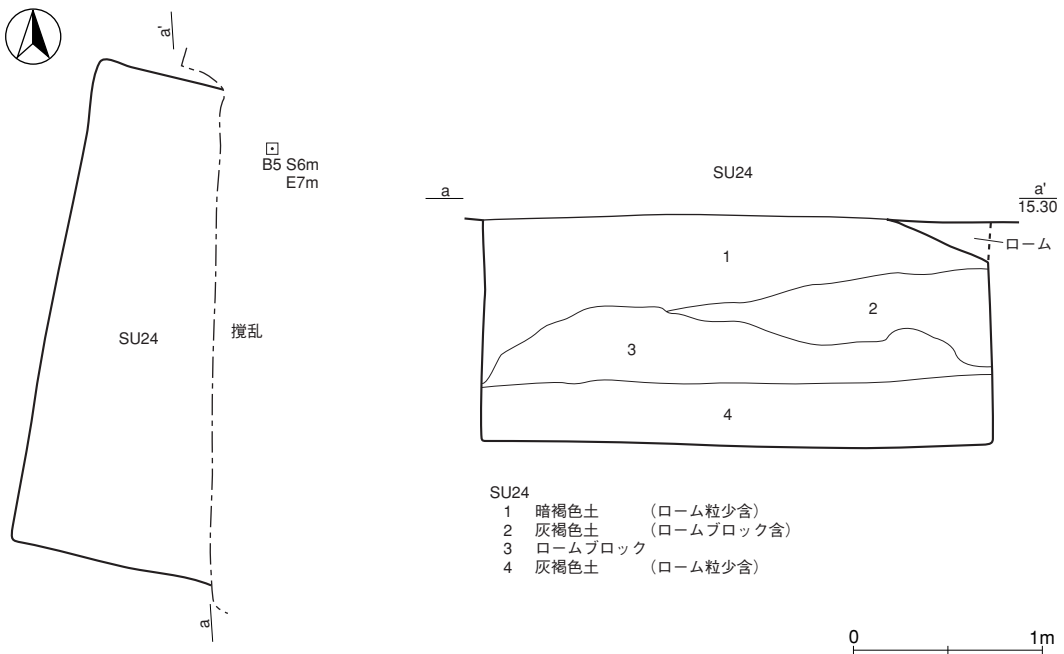 a'
B5 S6m
E7m
SU24
攪乱
a
SU24
a
a'
15.30
ローム
1
2
3
4
SU24
1 暗褐色土 （ローム粒少含）
2 灰褐色土 （ロームブロック含）
3 ロームブロック
4 灰褐色土 （ローム粒少含）
0 1m